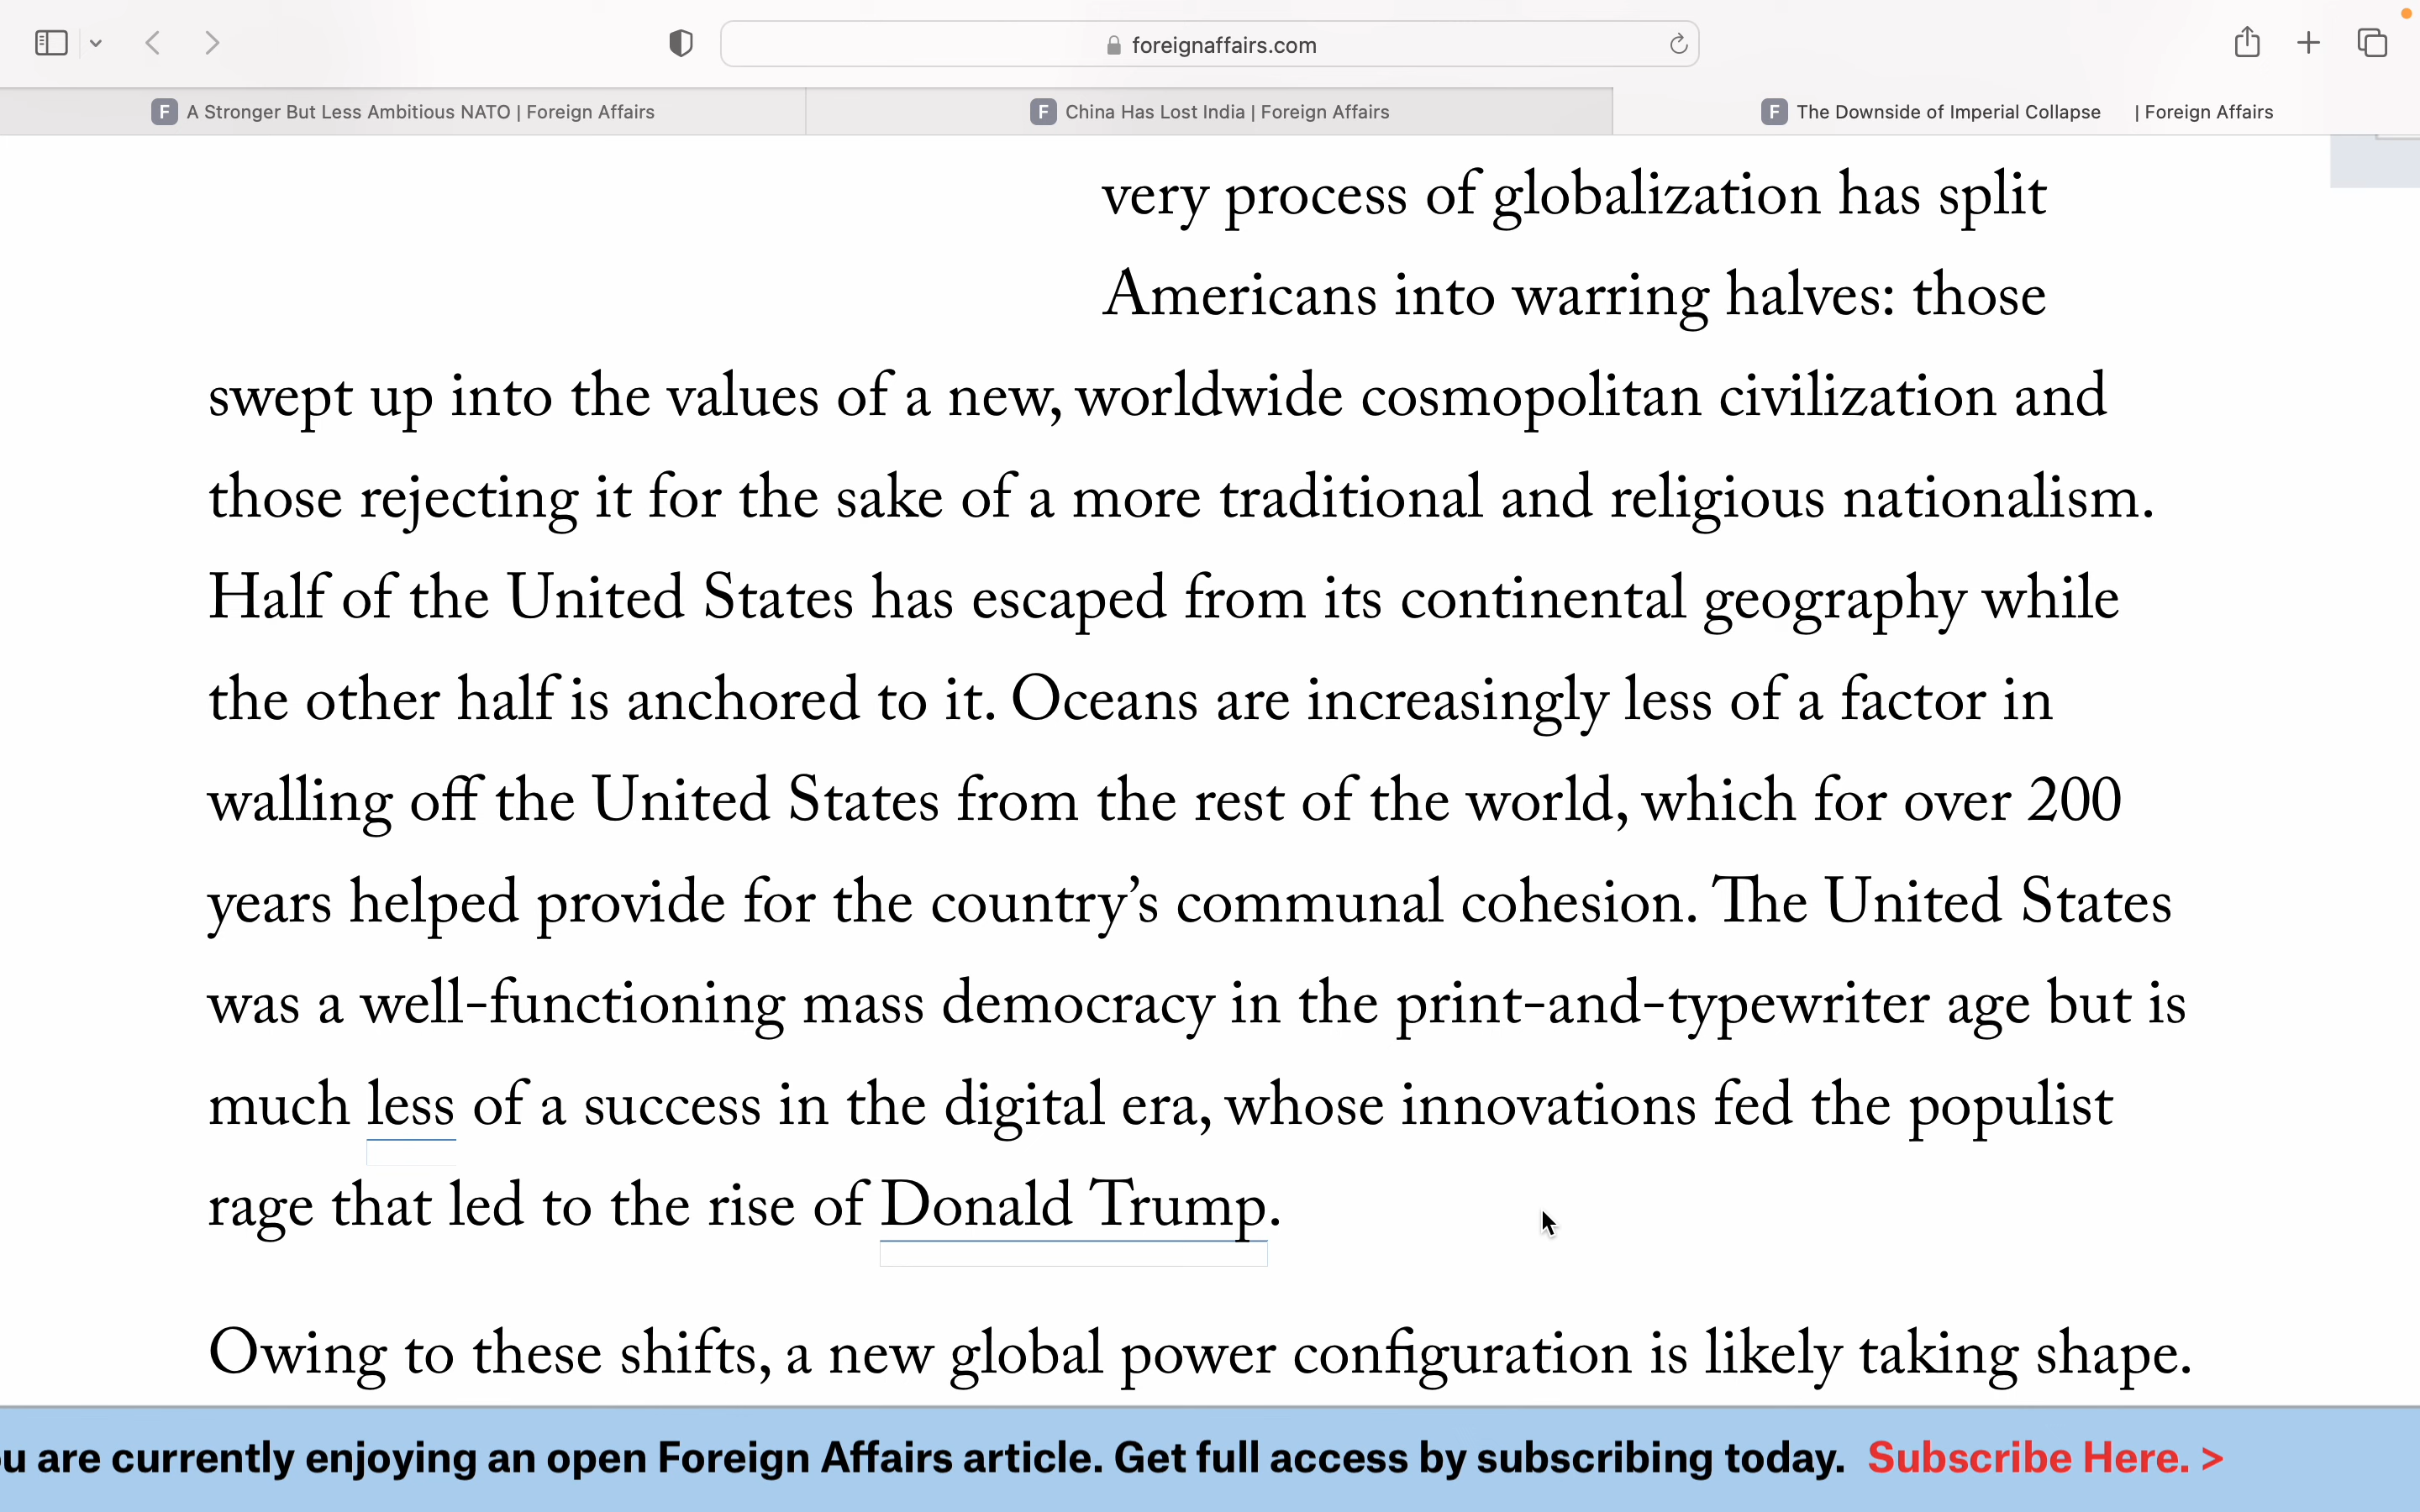 foreignaffairs.com
F A Stronger But Less Ambitious NATO | Foreign Affairs
F China Has Lost India | Foreign Affairs
F The Downside of Imperial Collapse | Foreign Affairs
very process of globalization has split
Americans into warring halves: those
swept up into the values of a new, worldwide cosmopolitan civilization and
those rejecting it for the sake of a more traditional and religious nationalism.
Half of the United States has escaped from its continental geography while
the other half is anchored to it. Oceans are increasingly less of a factor in
walling off the United States from the rest of the world, which for over 200
years helped provide for the country’s communal cohesion. The United States
was a well-functioning mass democracy in the print-and-typewriter age but is
much less of a success in the digital era, whose innovations fed the populist
rage that led to the rise of Donald Trump.
Owing to these shifts, a new global power configuration is likely taking shape.
u are currently enjoying an open Foreign Affairs article. Get full access by subscribing today. Subscribe Here. >